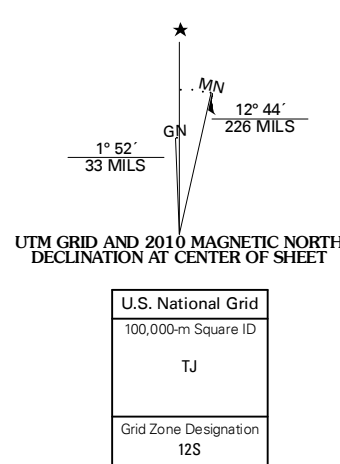 MN
12° 44´
226 MILS
GN
1° 52´
33 MILS
UTM GRID AND 2010 MAGNETIC NORTH
DECLINATION AT CENTER OF SHEET
U.S. National Grid
100,000-m Square ID
TJ
Grid Zone Designation
12S